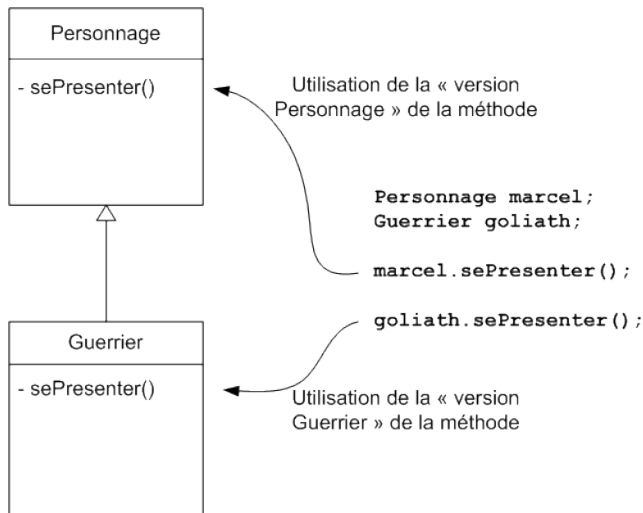 Personnage
- sePresenter()
Utilisation de la « version
Personnage » de la méthode
Personnage marcel;
Guerrier goliath;
marcel.sePresenter();
goliath.sePresenter();
Guerrier
- sePresenter()
Utilisation de la « version
Guerrier » de la méthode